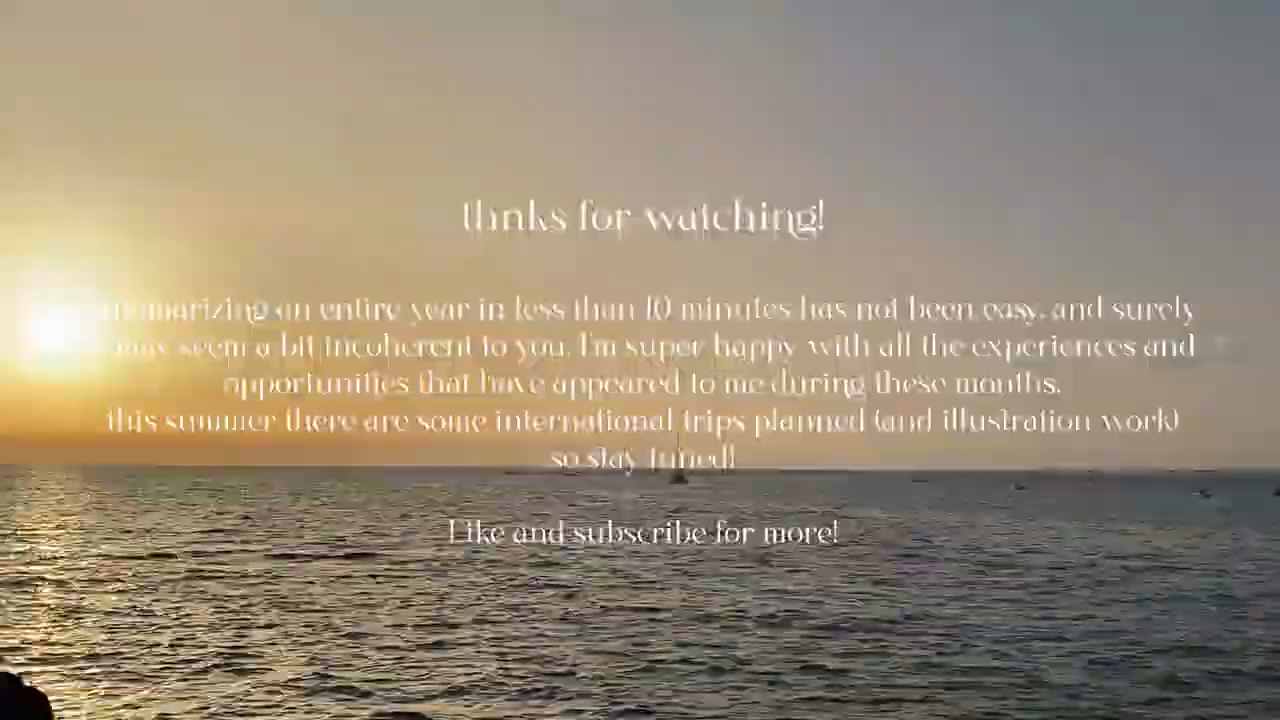 thnks for watching!
summarizing an entire year in less than 10 minutes has not been easy, and surely
may seem a bit incoherent to you. I'm super happy with all the experiences and
opportunities that have appeared to me during these months.
this summer there are some international trips planned (and illustration work)
so stay tuned!
Like and subscribe for more!